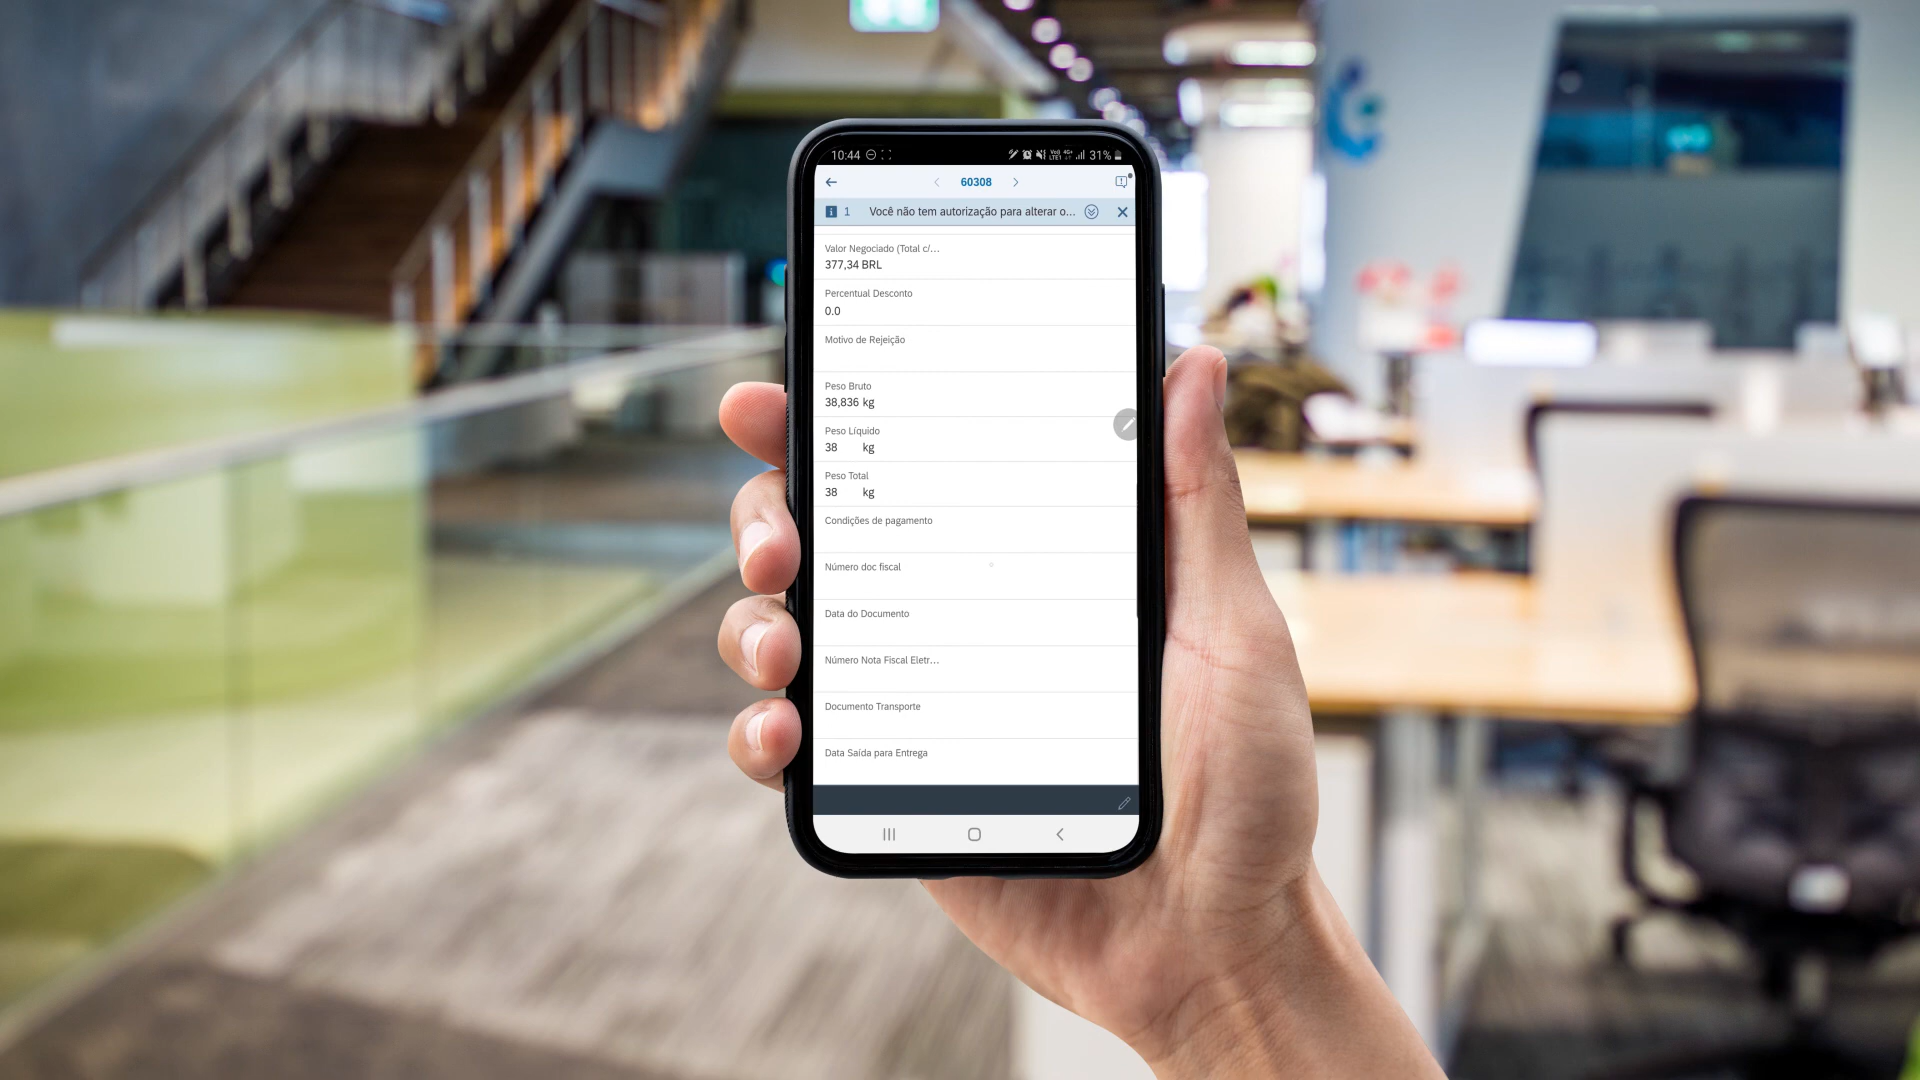 10:44 31%
60308
1 Você não tem autorização para alterar o...
Valor Negociado (Total c/...
377,34 BRL
Percentual Desconto
0.0
Motivo de Rejeição
Peso Bruto
38,836 kg
Peso Líquido
38 kg
Peso Total
38 kg
Condições de pagamento
Número doc fiscal
Data do Documento
Número Nota Fiscal Eletr...
Documento Transporte
Data Saída para Entrega